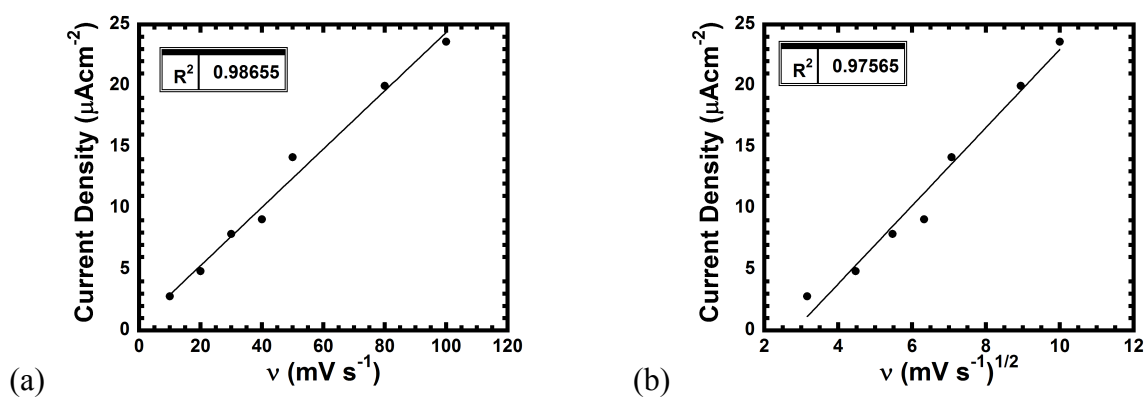 25
20
15
10
5
0
Current Density (μAcm⁻²)
R² 0.98655
0 20 40 60 80 100 120
ν (mV s⁻¹)
(a)
25
20
15
10
5
0
Current Density (μAcm⁻²)
R² 0.97565
2 4 6 8 10 12
ν (mV s⁻¹)¹/²
(b)